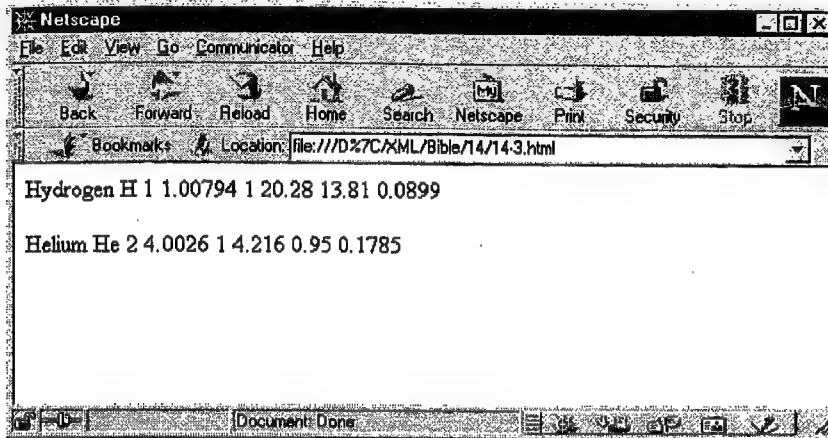 Netscape
File Edit View Go Communicator Help
Back Forward Reload Home Search Netscape Print Security Stop N
Bookmarks Location: file:///D%7C/XML/Bible/14/14-3.html
Hydrogen H 1 1.00794 1 20.28 13.81 0.0899
Helium He 2 4.0026 1 4.216 0.95 0.1785
Document: Done